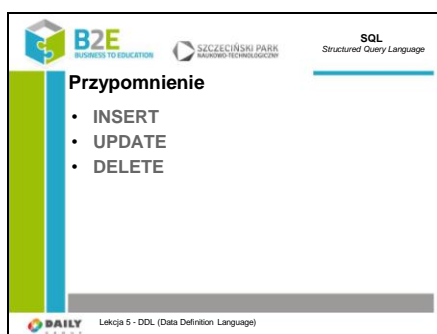 B2E
BUSINESS TO EDUCATION
SZCZECIŃSKI PARK
NAUKOWO-TECHNOLOGICZNY
SQL
Structured Query Language
Przypomnienie
• INSERT
• UPDATE
• DELETE
DAILY
Lekcja 5 - DDL (Data Definition Language)